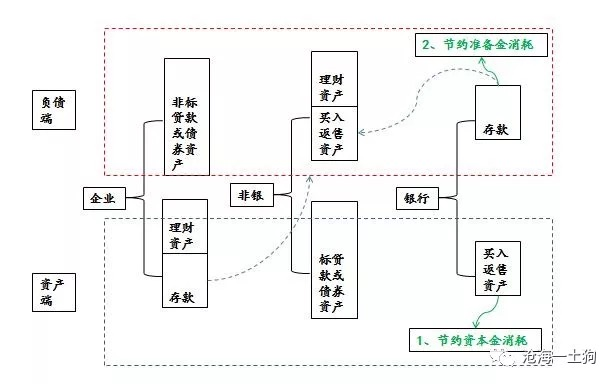 2、节约准备金消耗
负债
端
非标
贷款
或债
券资
产
理财
资产
买入
返售
资产
存款
企业
非银
银行
理财
资产
存款
标贷
款或
债券
资产
买入
返售
资产
资产
端
1、节约资本金消耗
沧海一土狗